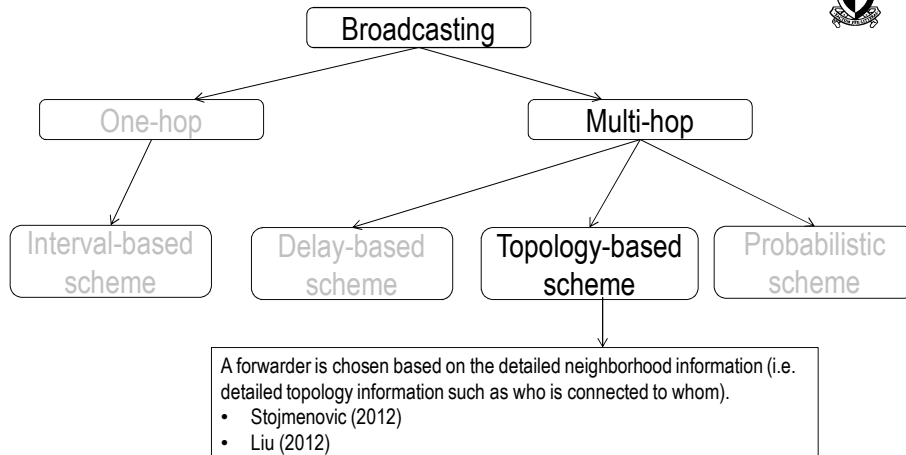 Broadcasting
One-hop
Multi-hop
Interval-based
scheme
Delay-based
scheme
Topology-based
scheme
Probabilistic
scheme
A forwarder is chosen based on the detailed neighborhood information (i.e.
detailed topology information such as who is connected to whom).
• Stojmenovic (2012)
• Liu (2012)